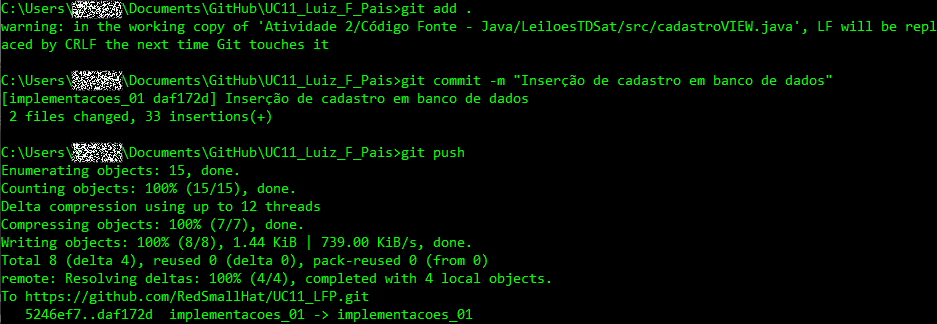 C:\Users\\Documents\GitHub\UC11_Luiz_F_Pais>git add .
warning: in the working copy of 'Atividade 2/Código Fonte - Java/LeiloesTDSat/src/cadastroVIEW.java', LF will be repl
aced by CRLF the next time Git touches it
C:\Users\\Documents\GitHub\UC11_Luiz_F_Pais>git commit -m "Inserção de cadastro em banco de dados"
[implementacoes_01 daf172d] Inserção de cadastro em banco de dados
 2 files changed, 33 insertions(+)
C:\Users\\Documents\GitHub\UC11_Luiz_F_Pais>git push
Enumerating objects: 15, done.
Counting objects: 100% (15/15), done.
Delta compression using up to 12 threads
Compressing objects: 100% (7/7), done.
Writing objects: 100% (8/8), 1.44 KiB | 739.00 KiB/s, done.
Total 8 (delta 4), reused 0 (delta 0), pack-reused 0 (from 0)
remote: Resolving deltas: 100% (4/4), completed with 4 local objects.
To https://github.com/RedSmallHat/UC11_LFP.git
   5246ef7..daf172d  implementacoes_01 -> implementacoes_01